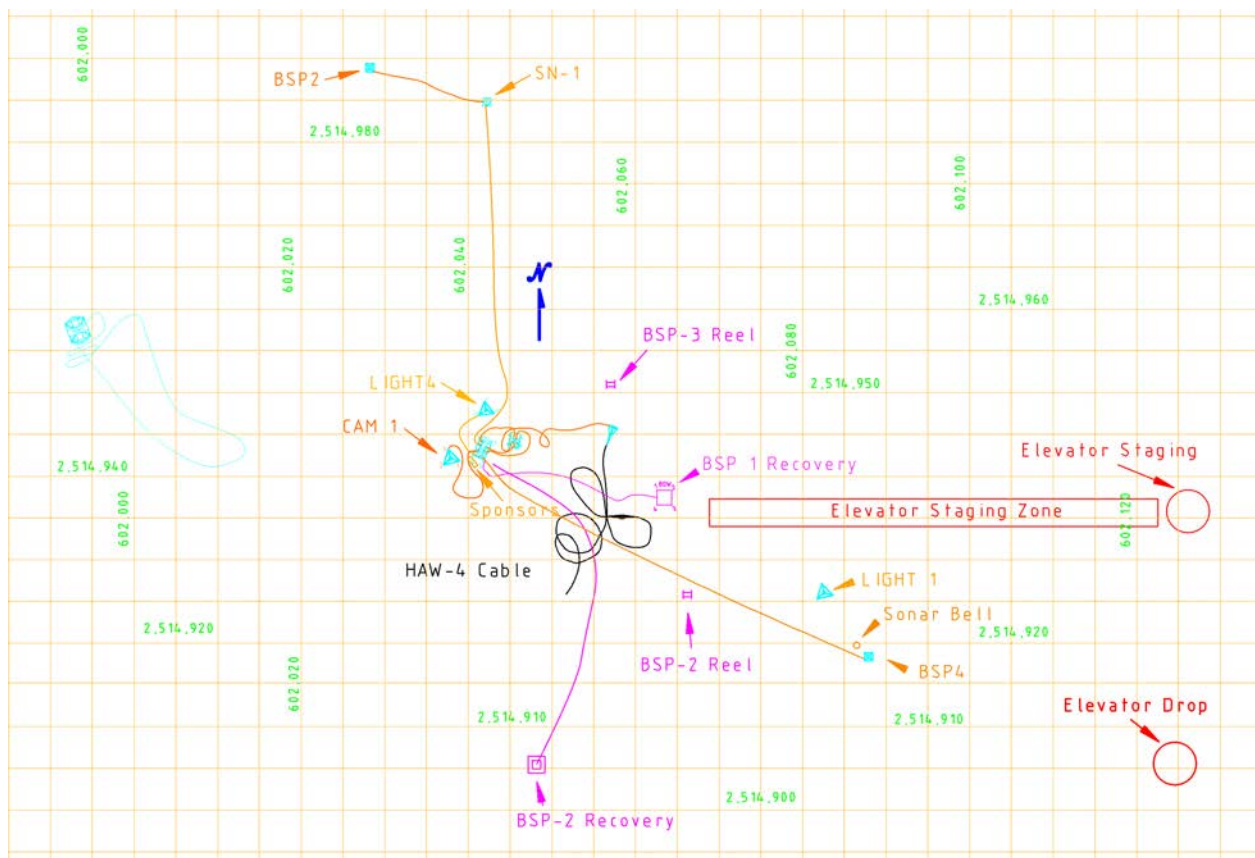 602,000
BSP2
SN-1
2,514,980
602,060
602,100
602,020
602,040
N
2,514,960
602,080
BSP-3 Reel
2,514,950
LIGHT4
CAM 1
2,514,940
BSP 1 Recovery
Elevator Staging
602,000
Sponsors
Elevator Staging Zone
602,120
HAW-4 Cable
LIGHT 1
Sonar Bell
2,514,920
2,514,920
BSP-2 Reel
BSP4
602,020
2,514,910
2,514,910
Elevator Drop
2,514,900
BSP-2 Recovery